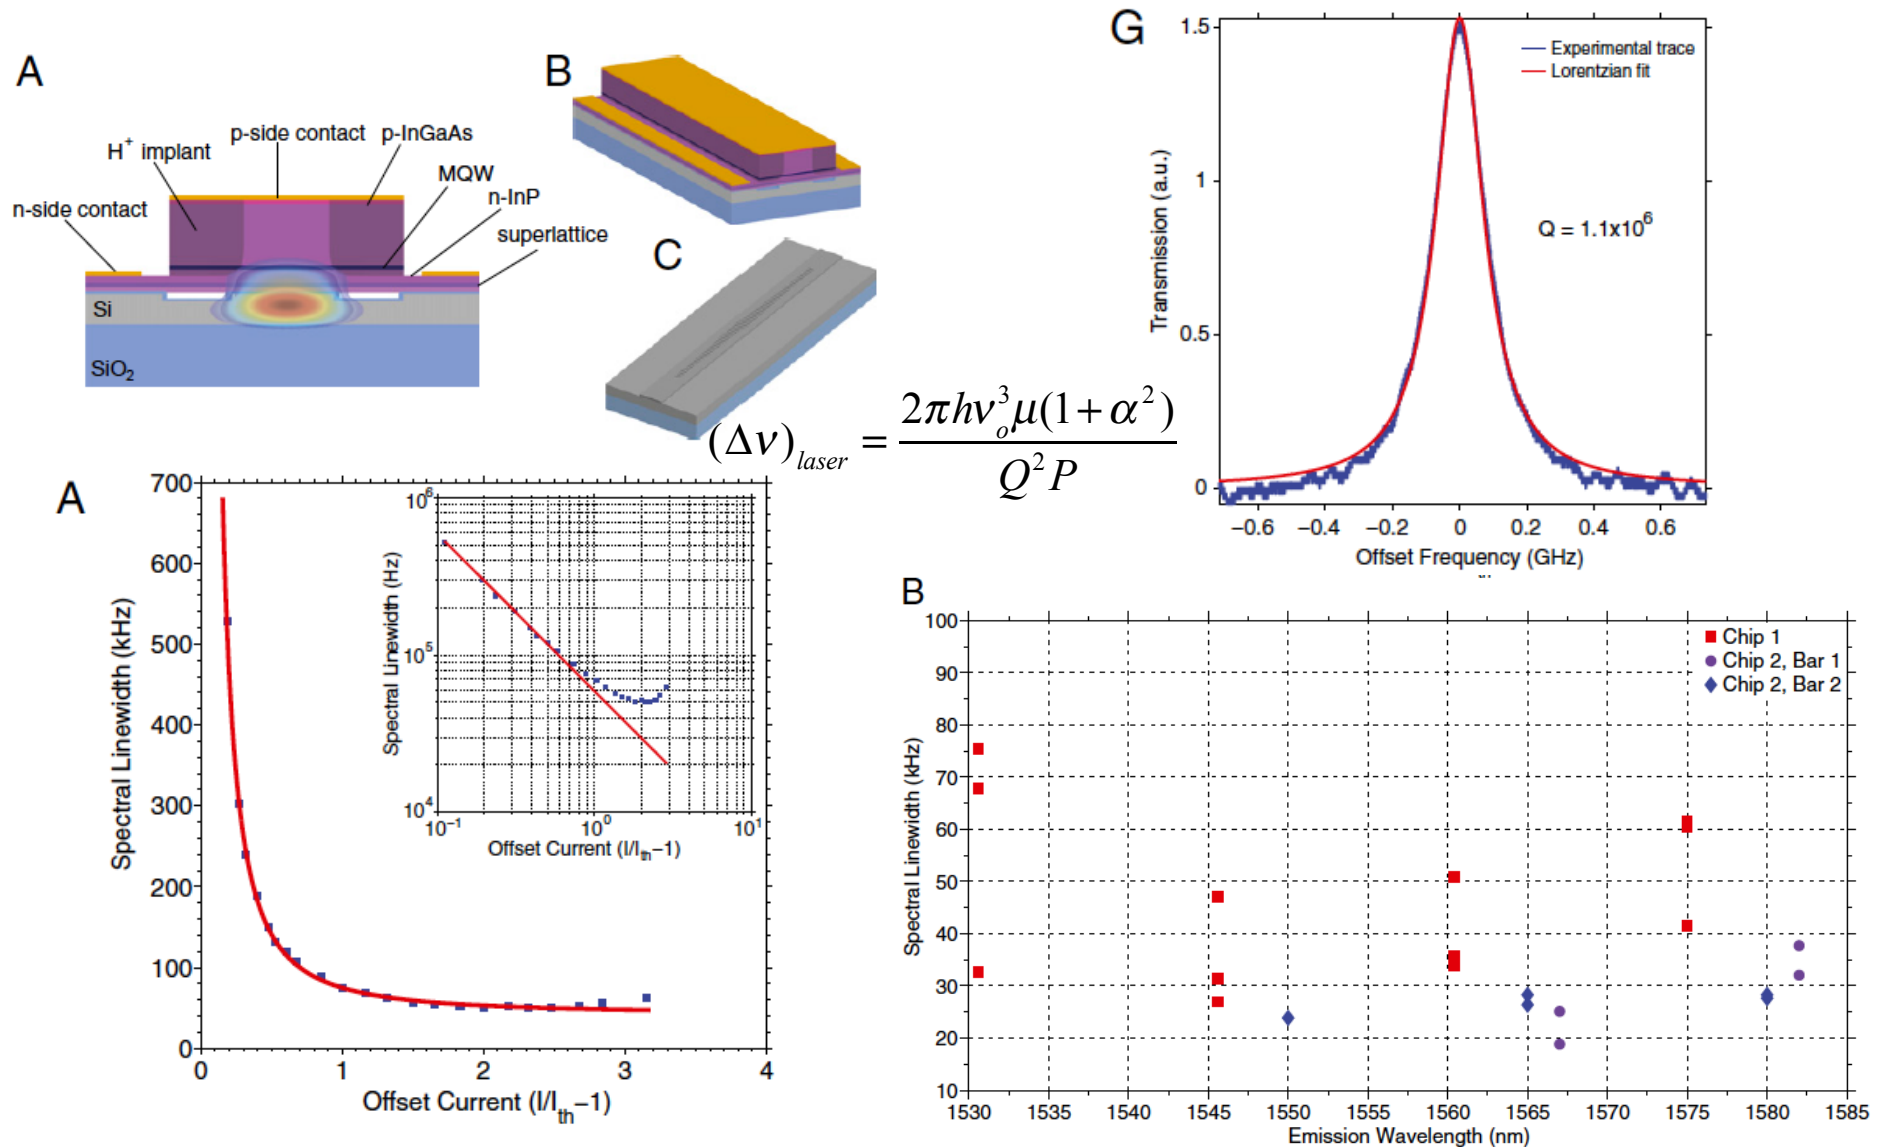 A
H+ implant
p-side contact
p-InGaAs
MQW
n-InP
n-side contact
superlattice
Si
SiO2
B
C
G
Transmission (a.u.)
1.5
1
0.5
0
Experimental trace
Lorentzian fit
Q = 1.1x10^6
−0.6 −0.4 −0.2 0 0.2 0.4 0.6
Offset Frequency (GHz)
(Δν)laser = 2πhνo^3μ(1+α^2) / Q^2P
A
Spectral Linewidth (kHz)
700
600
500
400
300
200
100
0
0 1 2 3 4
Offset Current (I/Ith−1)
Spectral Linewidth (Hz)
10^6
10^5
10^4
10^−1 10^0 10^1
Offset Current (I/Ith−1)
B
Spectral Linewidth (kHz)
100
90
80
70
60
50
40
30
20
10
Chip 1
Chip 2, Bar 1
Chip 2, Bar 2
1530 1535 1540 1545 1550 1555 1560 1565 1570 1575 1580 1585
Emission Wavelength (nm)